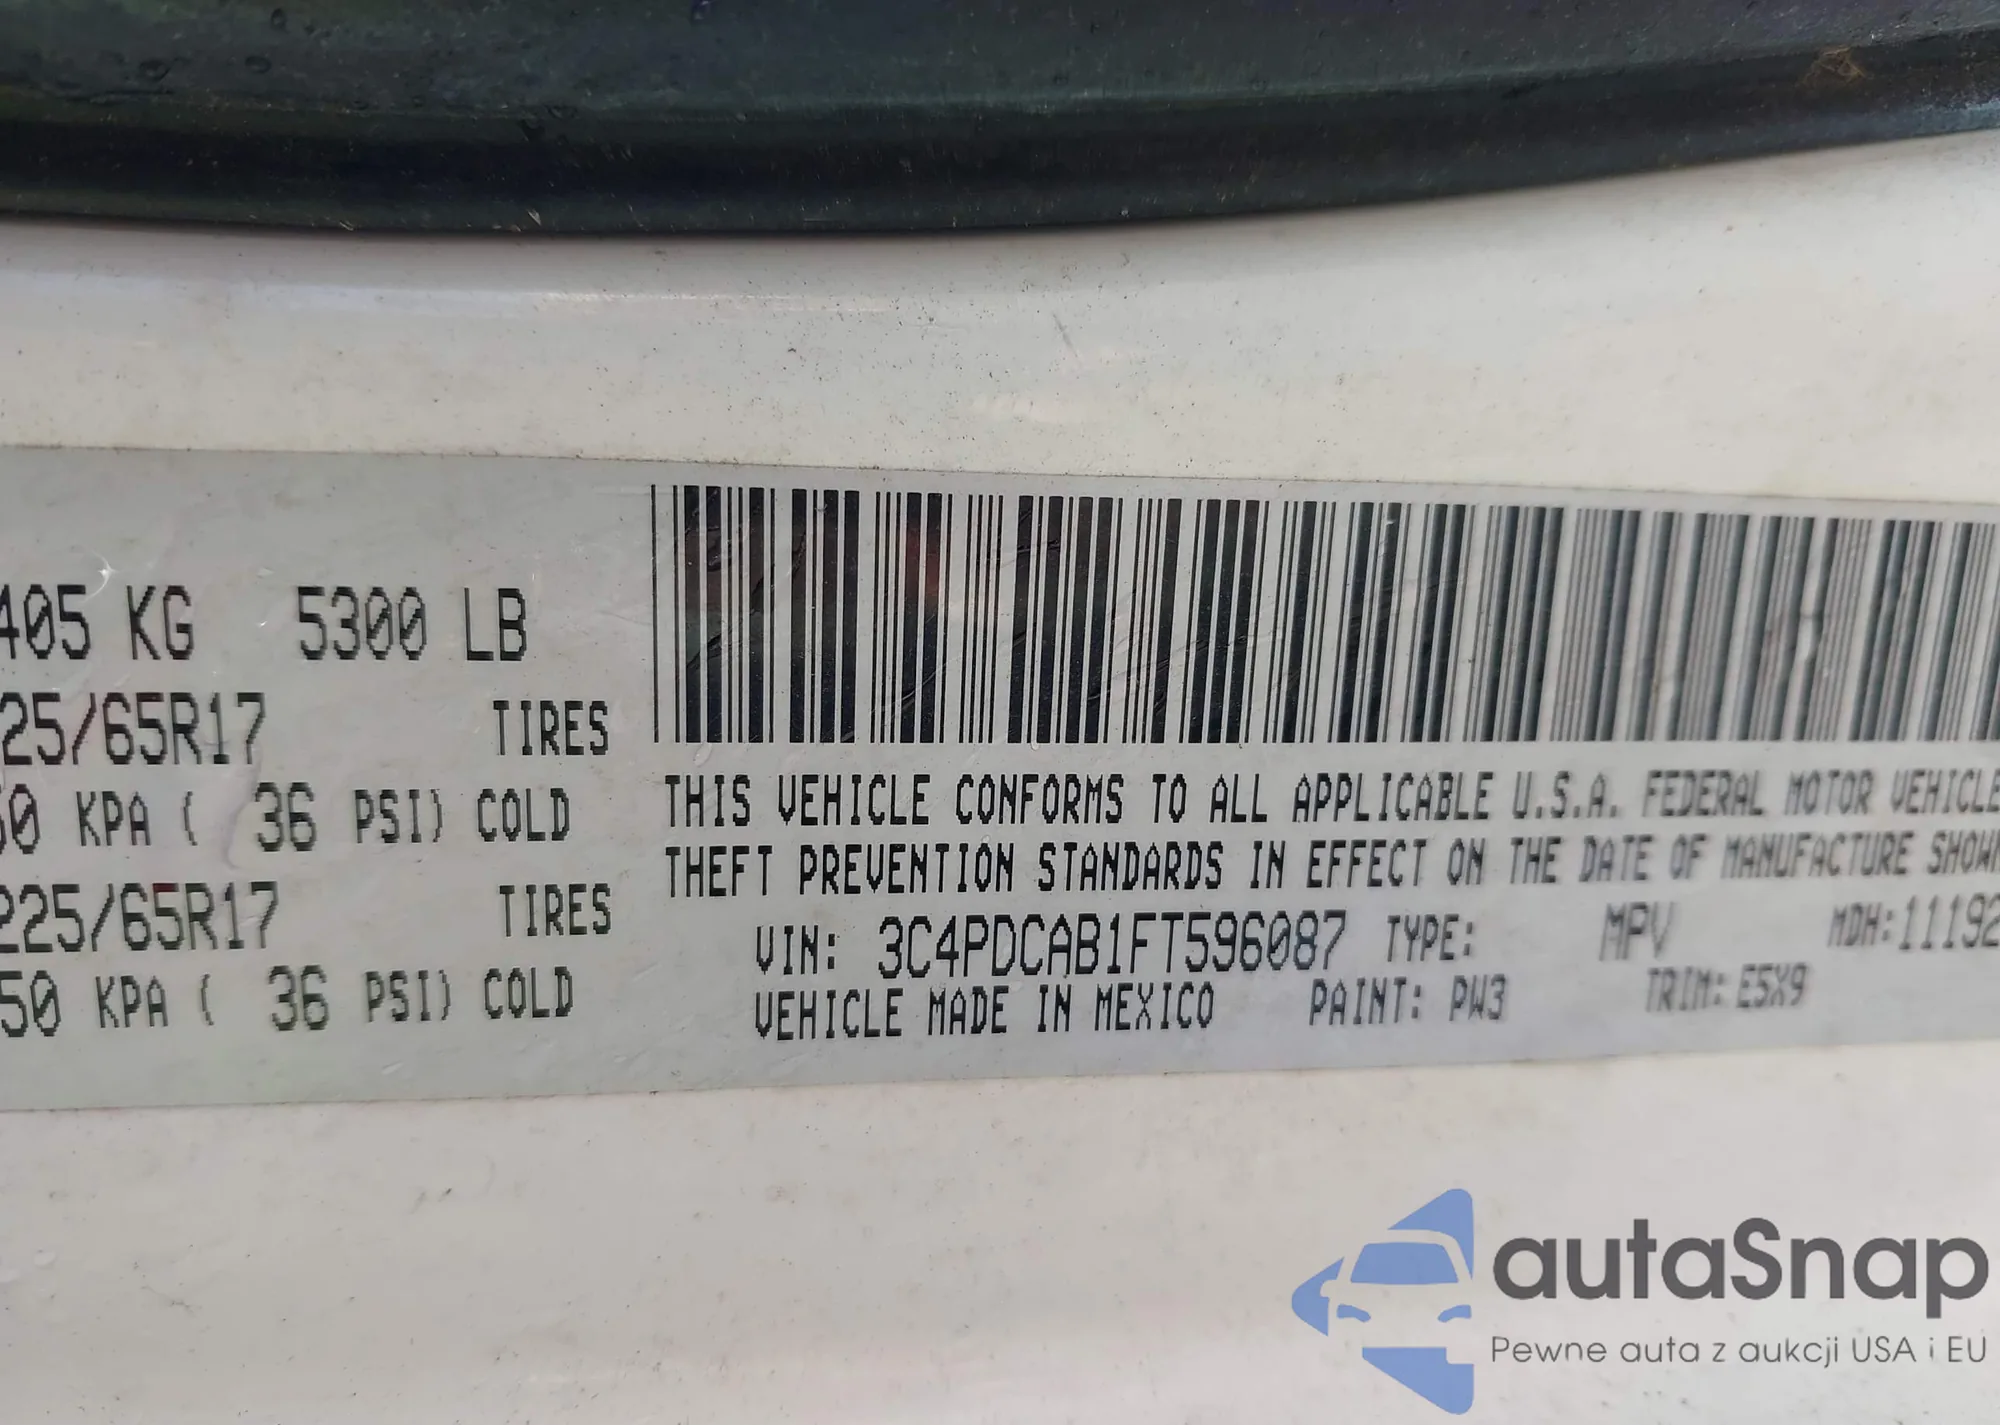 405 KG 5300 LB
25/65R17 TIRES
50 KPA ( 36 PSI) COLD
225/65R17 TIRES
50 KPA ( 36 PSI) COLD
THIS VEHICLE CONFORMS TO ALL APPLICABLE U.S.A. FEDERAL MOTOR VEHICLE
THEFT PREVENTION STANDARDS IN EFFECT ON THE DATE OF MANUFACTURE SHOWN
VIN: 3C4PDCAB1FT596087 TYPE: MPV MDH:11192
VEHICLE MADE IN MEXICO PAINT: PW3 TRIM: E5X9
autaSnap
Pewne auta z aukcji USA i EU